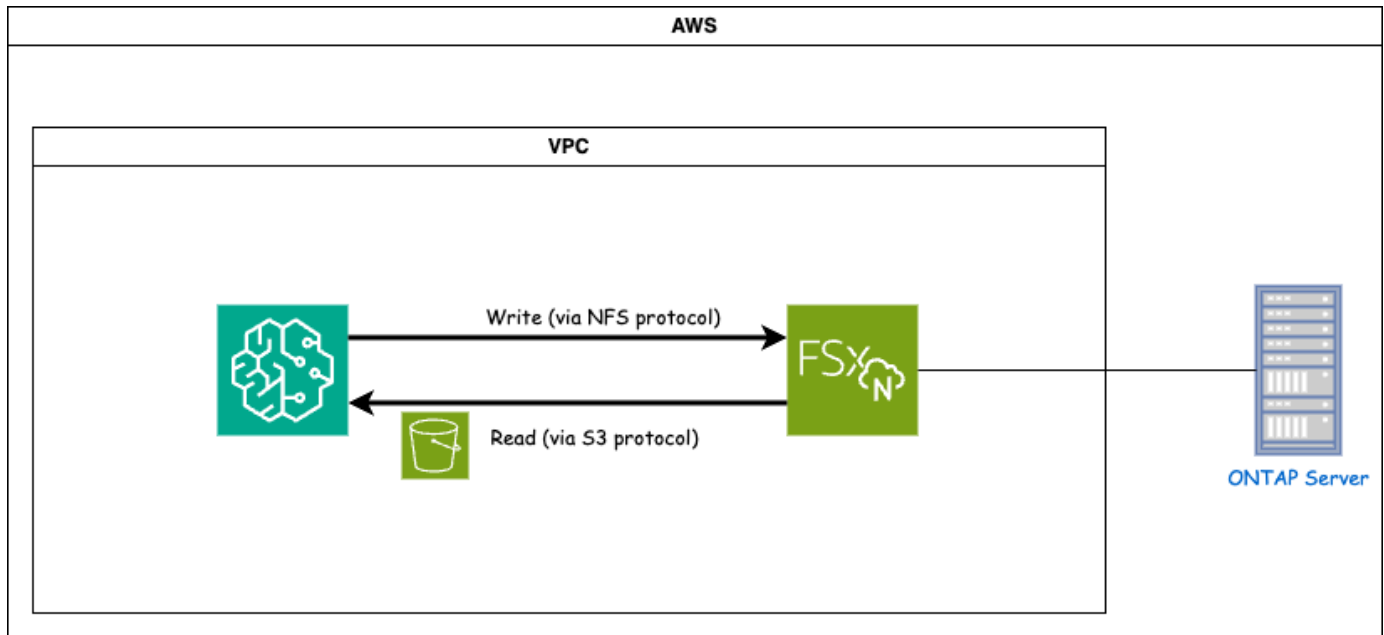 AWS
VPC
Write (via NFS protocol)
FSx
N
Read (via S3 protocol)
ONTAP Server